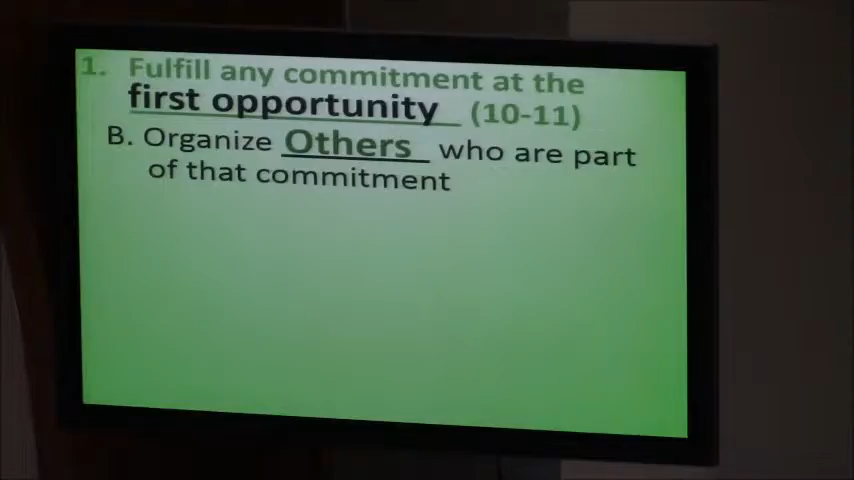 1. Fulfill any commitment at the
first opportunity (10-11)
B. Organize Others who are part
of that commitment